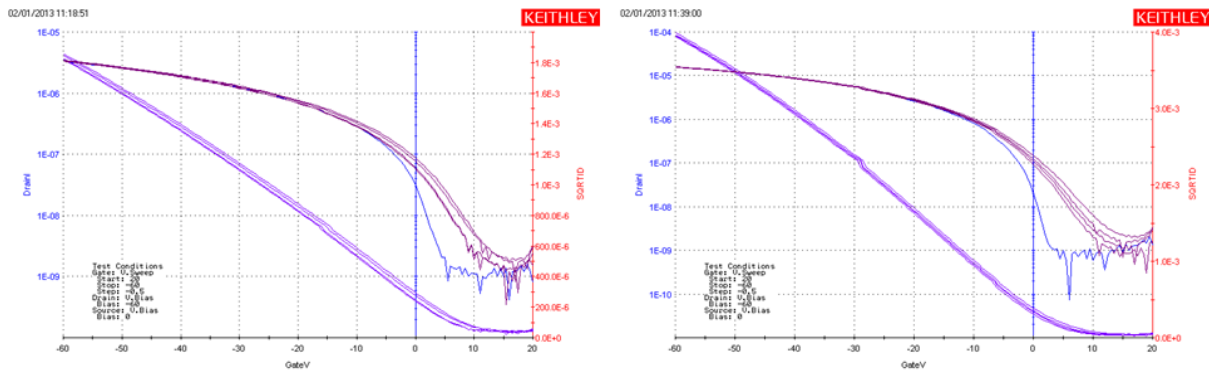 02/01/2013 11:18:51
KEITHLEY
1E-05
1E-06
1E-07
1E-08
1E-09
DrainI
1.8E-3
1.6E-3
1.4E-3
1.2E-3
1.0E-3
800.0E-6
600.0E-6
400.0E-6
200.0E-6
0.0E+0
SQRTID
Test Conditions
Gate: V.Sweep
Start: 20
Stop: -60
Step: -0.5
Drain: V.Bias
Bias: -60
Source: V.Bias
Bias: 0
-60 -50 -40 -30 -20 -10 0 10 20
GateV
02/01/2013 11:39:00
KEITHLEY
1E-04
1E-05
1E-06
1E-07
1E-08
1E-09
1E-10
DrainI
4.0E-3
3.0E-3
2.0E-3
1.0E-3
0.0E+0
SQRTID
Test Conditions
Gate: V.Sweep
Start: 20
Stop: -60
Step: -0.5
Drain: V.Bias
Bias: -60
Source: V.Bias
Bias: 0
-60 -50 -40 -30 -20 -10 0 10 20
GateV